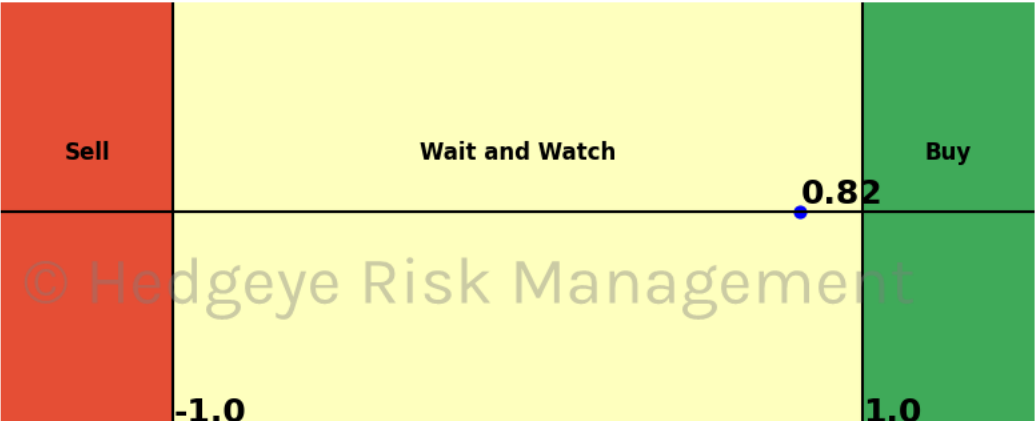 Sell
Wait and Watch
Buy
0.82
© Hedgeye Risk Management
-1.0
1.0